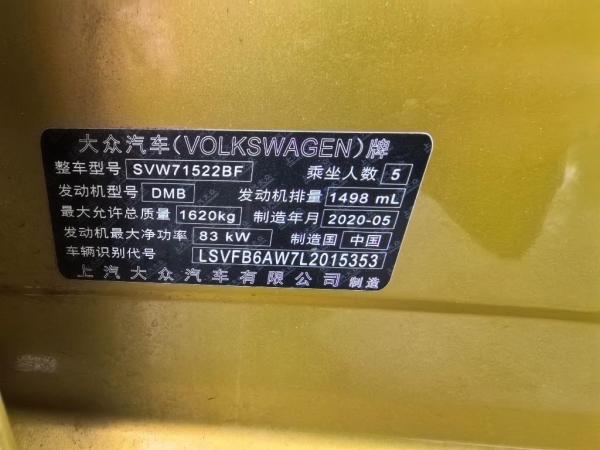 大众汽车(VOLKSWAGEN)牌
整车型号 SVW71522BF 乘坐人数 5
发动机型号 DMB 发动机排量 1498 mL
最大允许总质量 1620kg 制造年月 2020-05
发动机最大净功率 83 kW 制造国 中国
车辆识别代号 LSVFB6AW7L2015353
上汽大众汽车有限公司 制造